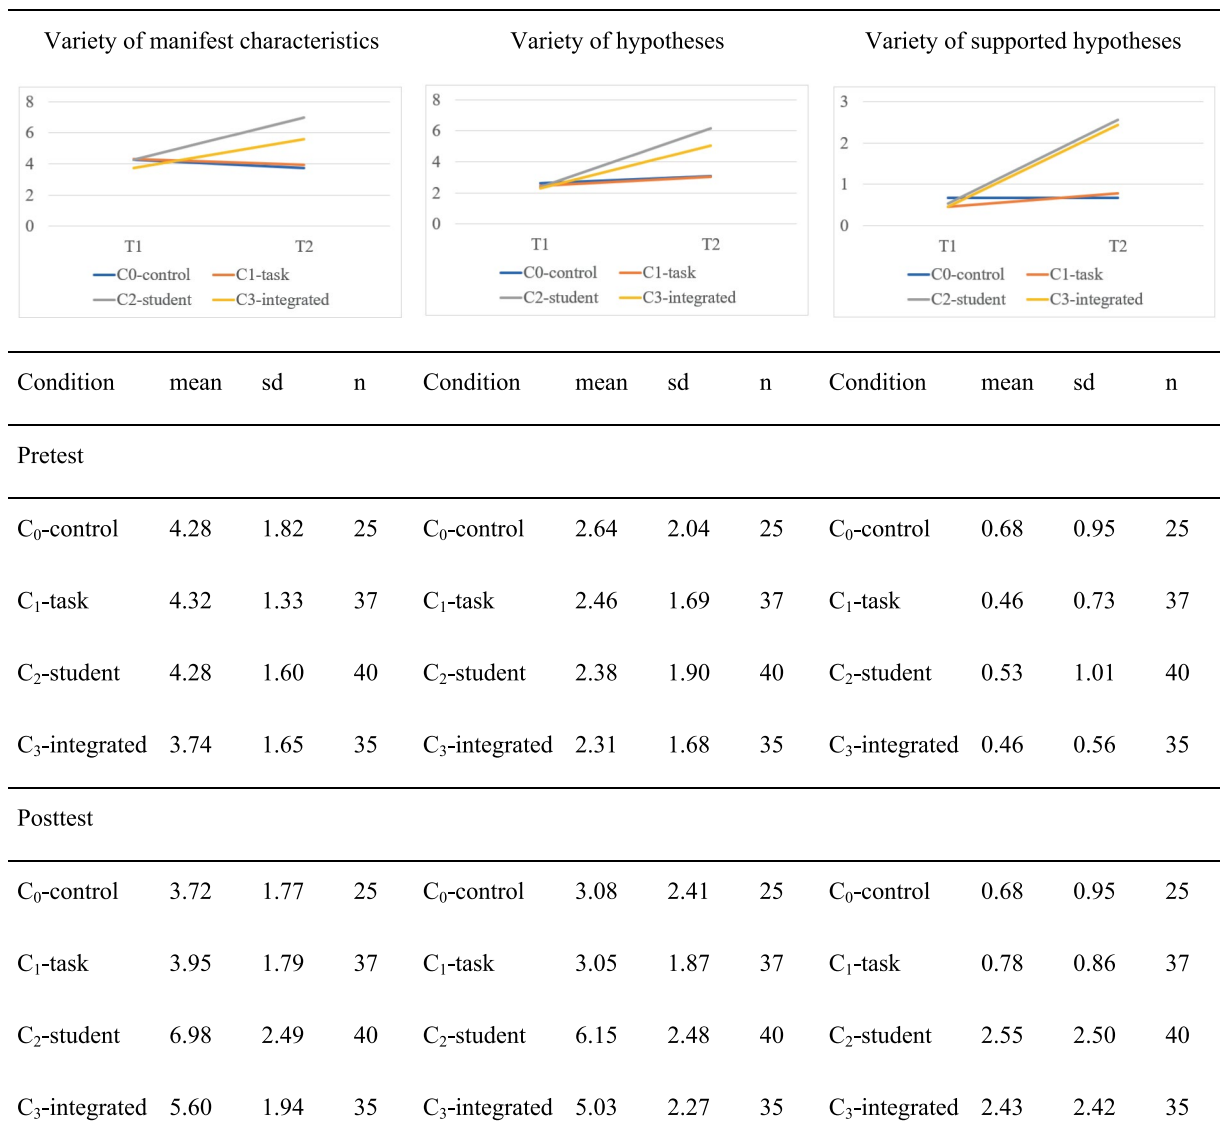 Variety of manifest characteristics Variety of hypotheses Variety of supported hypotheses
8
6
4
2
0
T1 T2
C0-control C1-task
C2-student C3-integrated
8
6
4
2
0
T1 T2
C0-control C1-task
C2-student C3-integrated
3
2
1
0
T1 T2
C0-control C1-task
C2-student C3-integrated
Condition mean sd n Condition mean sd n Condition mean sd n
Pretest
C₀-control 4.28 1.82 25 C₀-control 2.64 2.04 25 C₀-control 0.68 0.95 25
C₁-task 4.32 1.33 37 C₁-task 2.46 1.69 37 C₁-task 0.46 0.73 37
C₂-student 4.28 1.60 40 C₂-student 2.38 1.90 40 C₂-student 0.53 1.01 40
C₃-integrated 3.74 1.65 35 C₃-integrated 2.31 1.68 35 C₃-integrated 0.46 0.56 35
Posttest
C₀-control 3.72 1.77 25 C₀-control 3.08 2.41 25 C₀-control 0.68 0.95 25
C₁-task 3.95 1.79 37 C₁-task 3.05 1.87 37 C₁-task 0.78 0.86 37
C₂-student 6.98 2.49 40 C₂-student 6.15 2.48 40 C₂-student 2.55 2.50 40
C₃-integrated 5.60 1.94 35 C₃-integrated 5.03 2.27 35 C₃-integrated 2.43 2.42 35